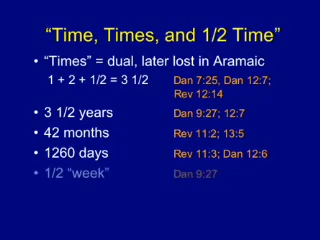 “Time, Times, and 1/2 Time”
• “Times” = dual, later lost in Aramaic
1 + 2 + 1/2 = 3 1/2 Dan 7:25, Dan 12:7;
Rev 12:14
• 3 1/2 years Dan 9:27; 12:7
• 42 months Rev 11:2; 13:5
• 1260 days Rev 11:3; Dan 12:6
• 1/2 “week” Dan 9:27